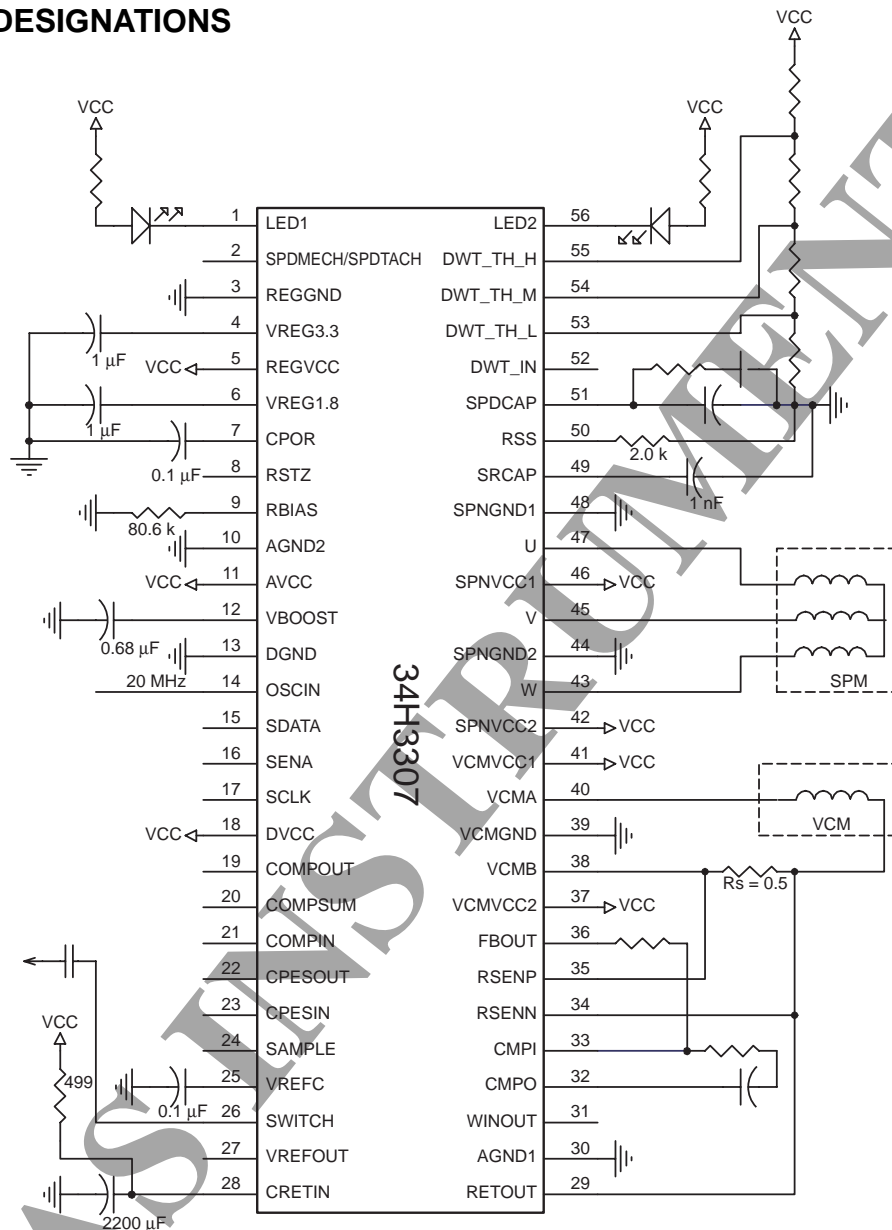 DESIGNATIONS
VCC
VCC
VCC
1 LED1
LED2 56
2 SPDMECH/SPDTACH
DWT_TH_H 55
3 REGGND
DWT_TH_M 54
4 VREG3.3
DWT_TH_L 53
1 μF
VCC 5 REGVCC
DWT_IN 52
6 VREG1.8
SPDCAP 51
1 μF
7 CPOR
RSS 50
2.0 k
0.1 μF
8 RSTZ
SRCAP 49
1 nF
9 RBIAS
SPNGND1 48
80.6 k
10 AGND2
U 47
VCC 11 AVCC
SPNVCC1 46 VCC
12 VBOOST
V 45
0.68 μF
13 DGND
SPNGND2 44
20 MHz 14 OSCIN
W 43
SPM
34H3307
15 SDATA
SPNVCC2 42 VCC
16 SENA
VCMVCC1 41 VCC
17 SCLK
VCMA 40
VCM
VCC 18 DVCC
VCMGND 39
19 COMPOUT
VCMB 38
Rs = 0.5
20 COMPSUM
VCMVCC2 37 VCC
21 COMPIN
FBOUT 36
22 CPESOUT
RSENP 35
23 CPESIN
RSENN 34
VCC
24 SAMPLE
CMPI 33
499
25 VREFC
CMPO 32
0.1 μF
26 SWITCH
WINOUT 31
27 VREFOUT
AGND1 30
28 CRETIN
RETOUT 29
2200 μF
AS INSTRUMENT